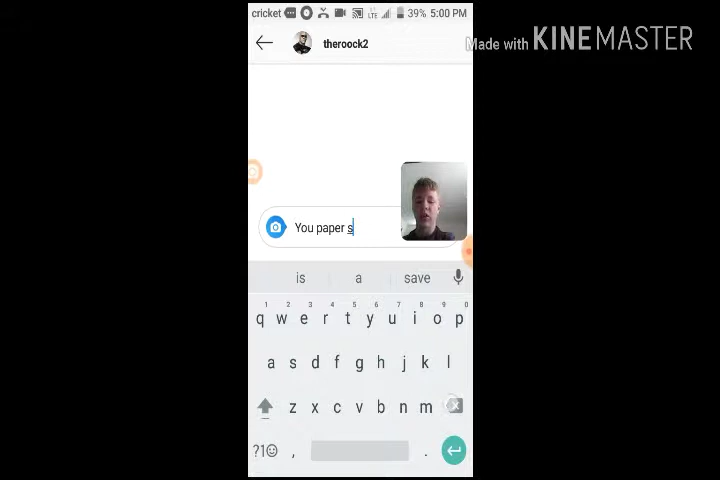 cricket LTE 39% 5:00 PM
theroock2
Made with KINEMASTER
You paper s
is a save
1 2 3 4 5 6 7 8 9 0
q w e r t y u i o p
a s d f g h j k l
z x c v b n m
?1☺ , .